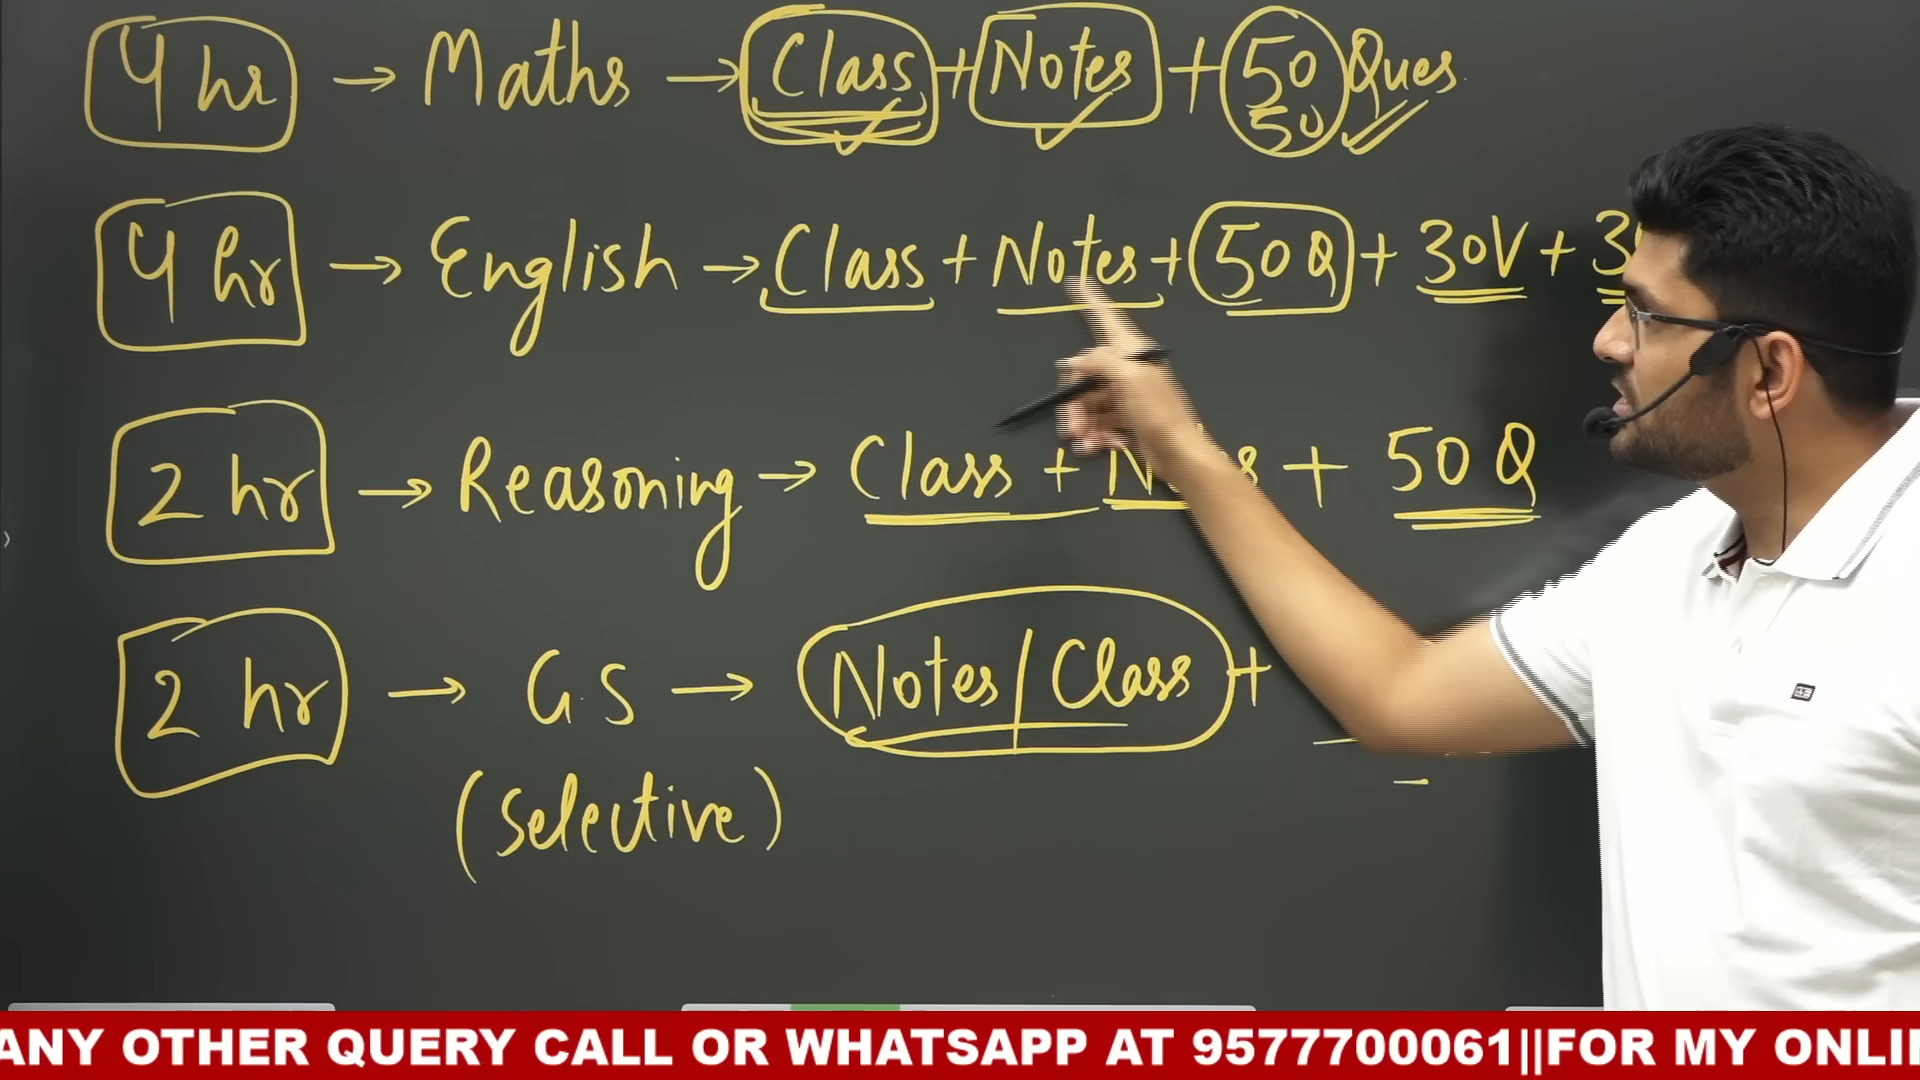 4 hr → Maths → Class + Notes + 50 Ques
50
4 hr → English → Class + Notes + 50 Q + 30V +
2 hr → Reasoning → Class + + 50 Q
2 hr → G.S → Notes / Class +
(Selective)
ANY OTHER QUERY CALL OR WHATSAPP AT 9577700061||FOR MY